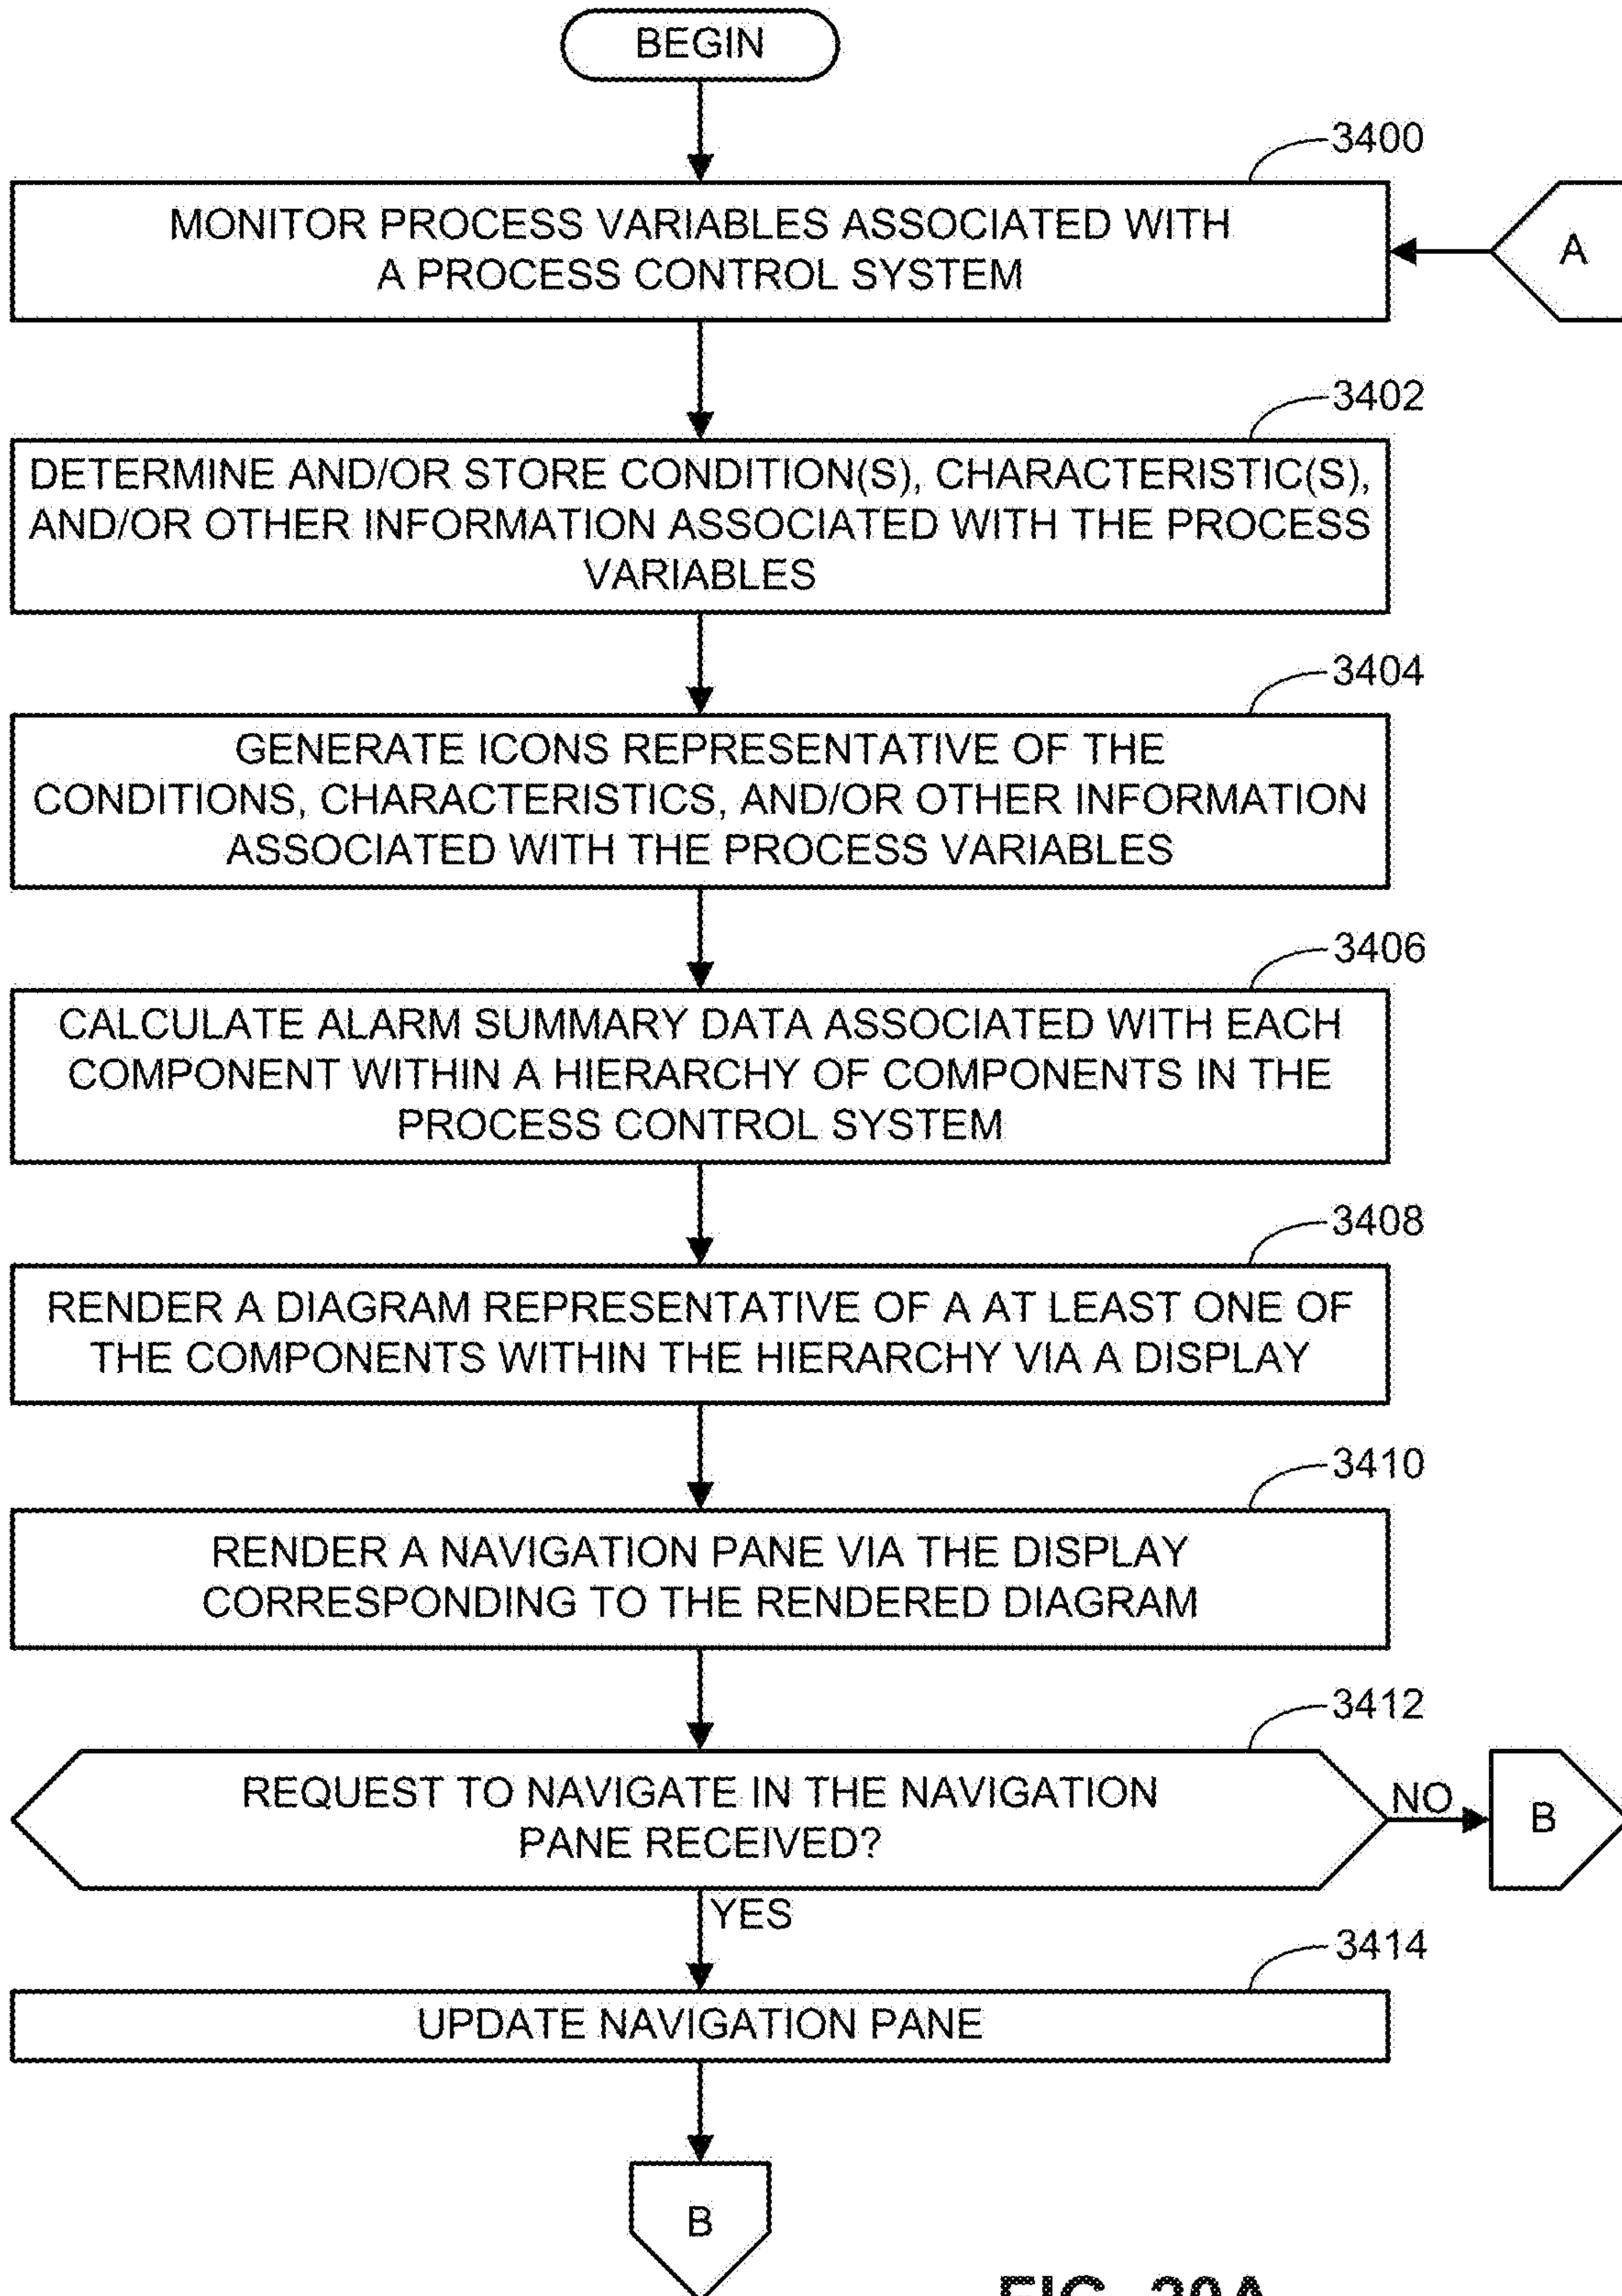 BEGIN
3400
MONITOR PROCESS VARIABLES ASSOCIATED WITH
A PROCESS CONTROL SYSTEM
A
3402
DETERMINE AND/OR STORE CONDITION(S), CHARACTERISTIC(S),
AND/OR OTHER INFORMATION ASSOCIATED WITH THE PROCESS
VARIABLES
3404
GENERATE ICONS REPRESENTATIVE OF THE
CONDITIONS, CHARACTERISTICS, AND/OR OTHER INFORMATION
ASSOCIATED WITH THE PROCESS VARIABLES
3406
CALCULATE ALARM SUMMARY DATA ASSOCIATED WITH EACH
COMPONENT WITHIN A HIERARCHY OF COMPONENTS IN THE
PROCESS CONTROL SYSTEM
3408
RENDER A DIAGRAM REPRESENTATIVE OF A AT LEAST ONE OF
THE COMPONENTS WITHIN THE HIERARCHY VIA A DISPLAY
3410
RENDER A NAVIGATION PANE VIA THE DISPLAY
CORRESPONDING TO THE RENDERED DIAGRAM
3412
REQUEST TO NAVIGATE IN THE NAVIGATION
PANE RECEIVED?
NO
B
YES
3414
UPDATE NAVIGATION PANE
B
FIG.